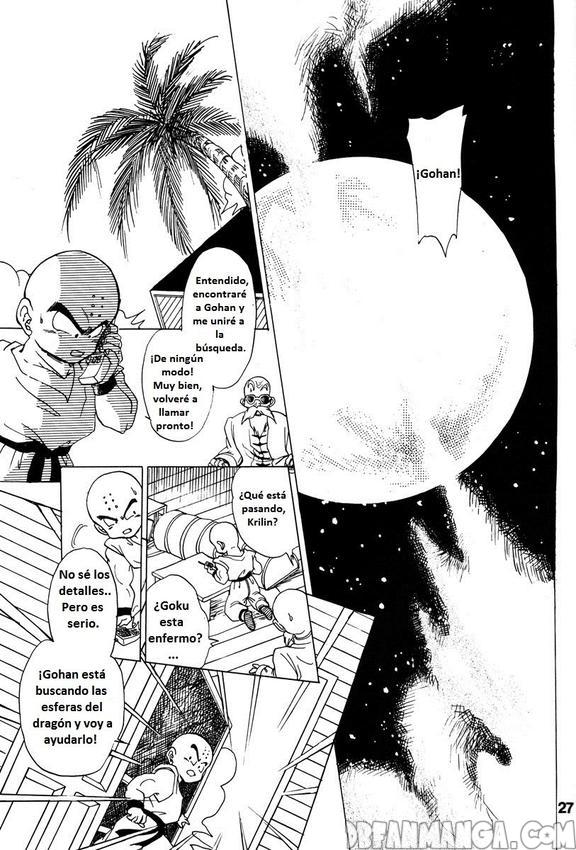 ¡Gohan!
Entendido,
encontraré
a Gohan y
me uniré a
la
búsqueda.
¡De ningún
modo!
Muy bien,
volveré a
llamar
pronto!
¿Qué está
pasando,
Krilin?
¿Goku
esta
enfermo?
...
No sé los
detalles..
Pero es
serio.
¡Gohan está
buscando las
esferas del
dragón y voy a
ayudarlo!
27
DBFANMANGA.COM